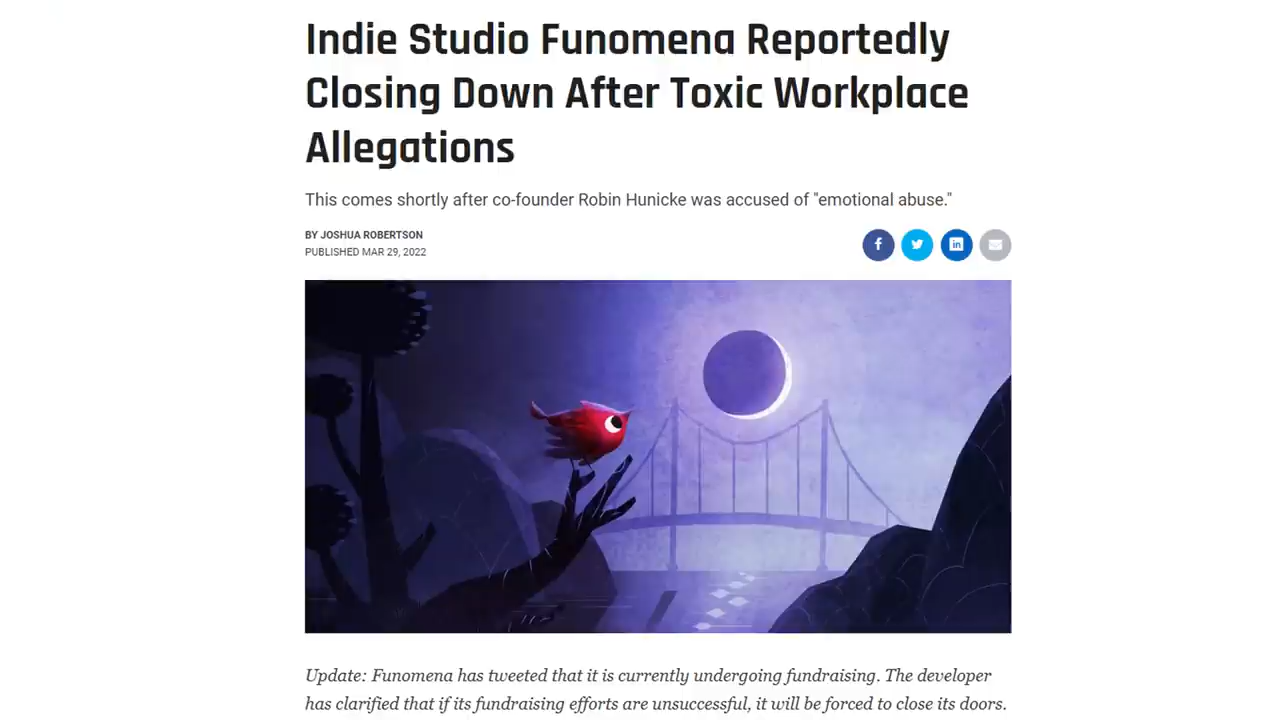 Indie Studio Funomena Reportedly
Closing Down After Toxic Workplace
Allegations
This comes shortly after co-founder Robin Hunicke was accused of "emotional abuse."
BY JOSHUA ROBERTSON
PUBLISHED MAR 29, 2022
Update: Funomena has tweeted that it is currently undergoing fundraising. The developer
has clarified that if its fundraising efforts are unsuccessful, it will be forced to close its doors.